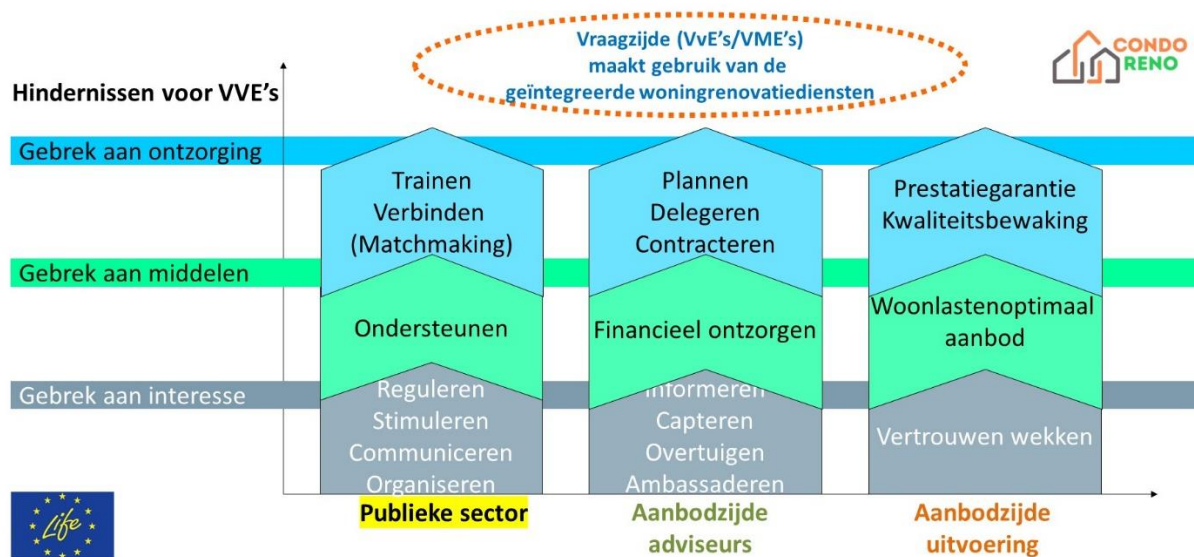 Vraagzijde (VvE's/VME's)
maakt gebruik van de
geïntegreerde woningrenovatiediensten
CONDO
RENO
Hindernissen voor VVE's
Gebrek aan ontzorging
Trainen
Verbinden
(Matchmaking)
Plannen
Delegeren
Contracteren
Prestatiegarantie
Kwaliteitsbewaking
Gebrek aan middelen
Ondersteunen
Financieel ontzorgen
Woonlastenoptimaal
aanbod
Gebrek aan interesse
Reguleren
Stimuleren
Communiceren
Organiseren
Informeren
Capteren
Overtuigen
Ambassaderen
Vertrouwen wekken
Life
Publieke sector
Aanbodzijde
adviseurs
Aanbodzijde
uitvoering